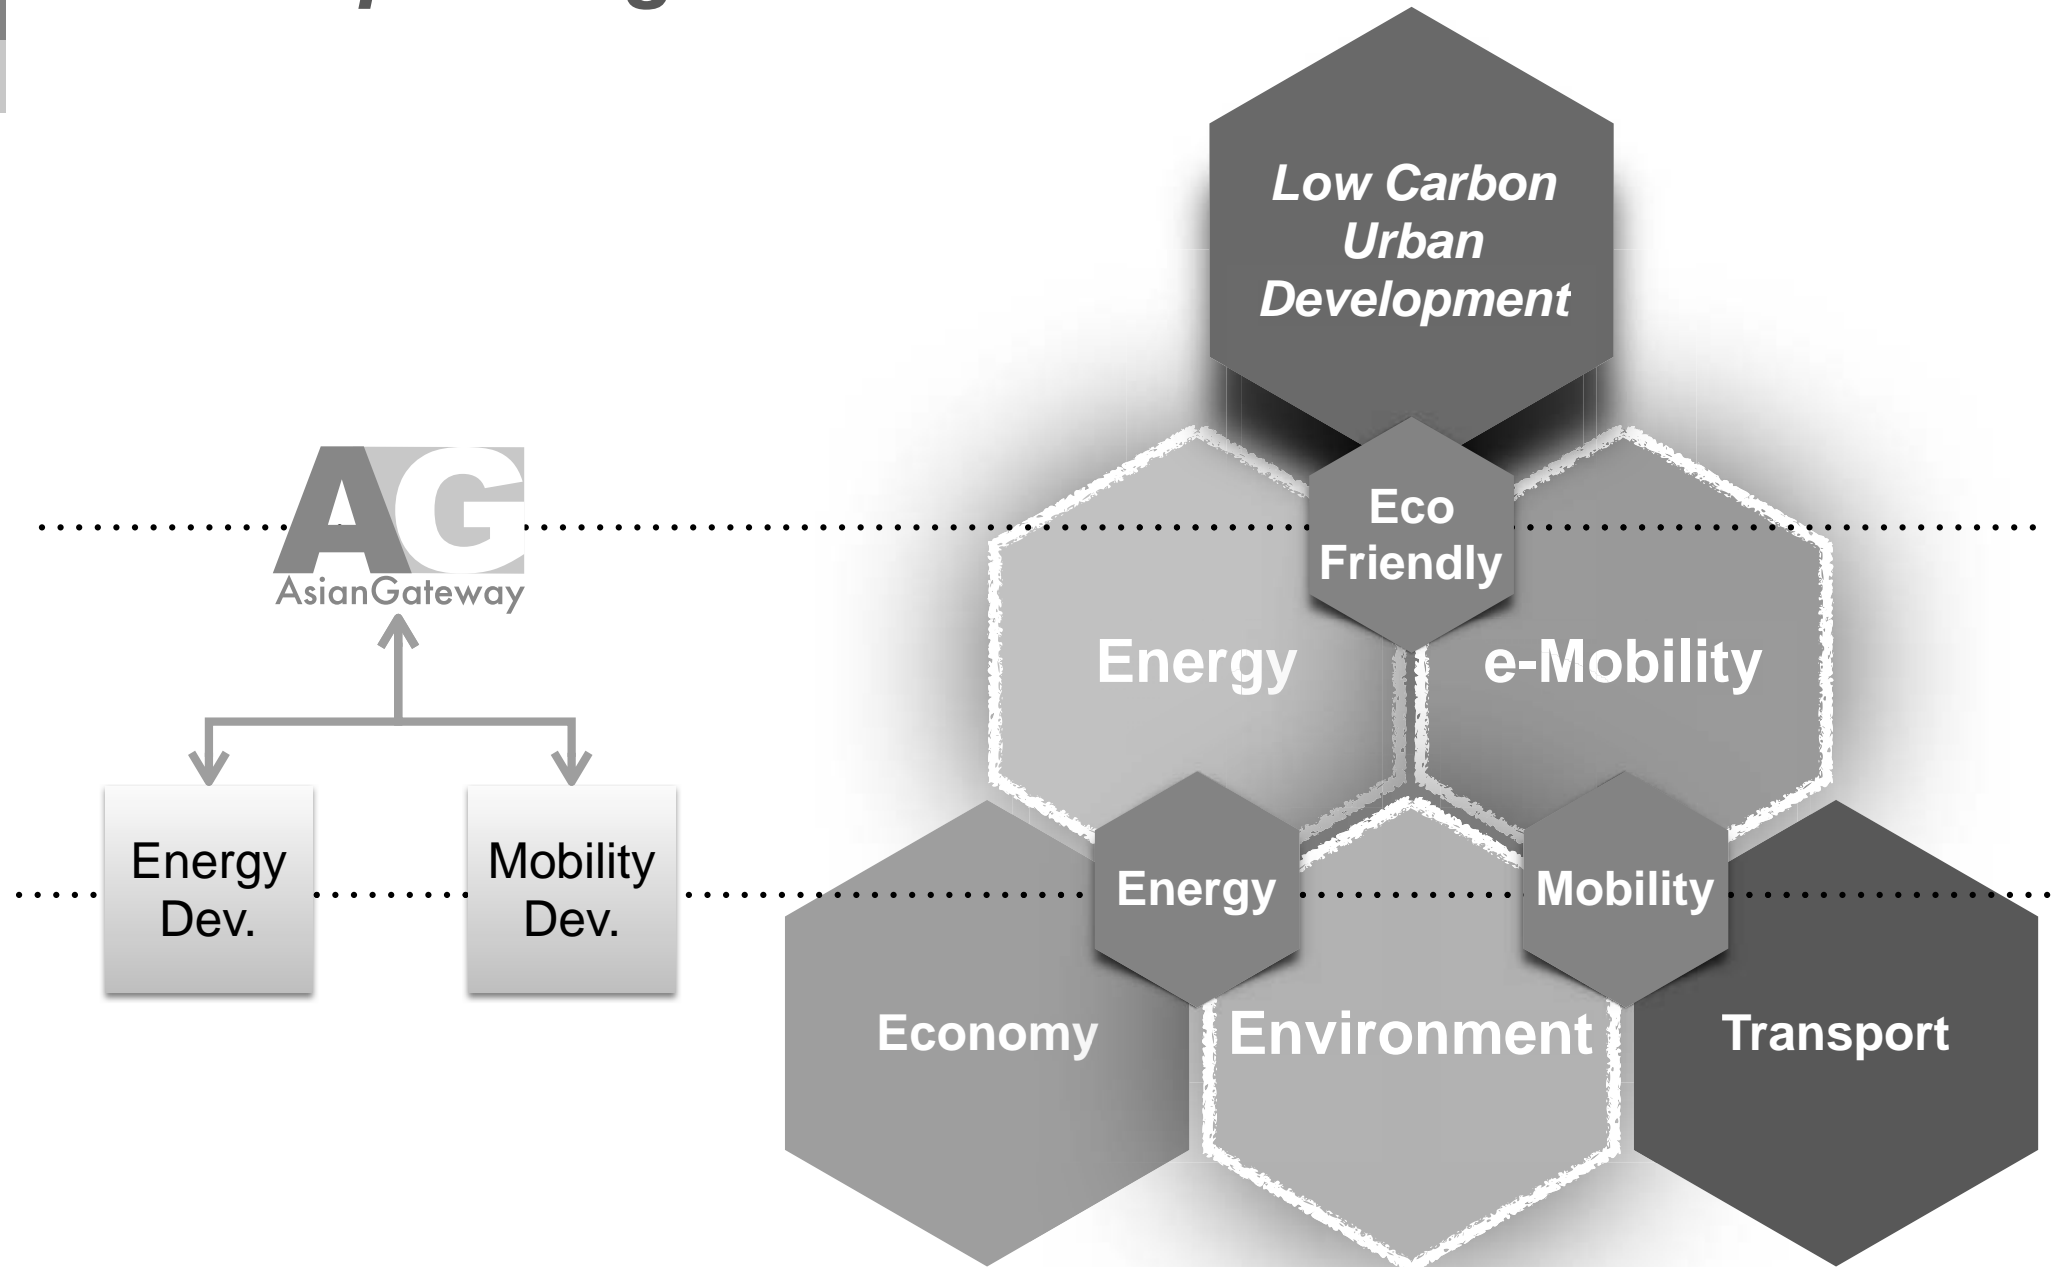 Low Carbon
Urban
Development
AG
AsianGateway
Eco
Friendly
Energy
e-Mobility
Energy
Dev.
Mobility
Dev.
Energy
Mobility
Economy
Environment
Transport